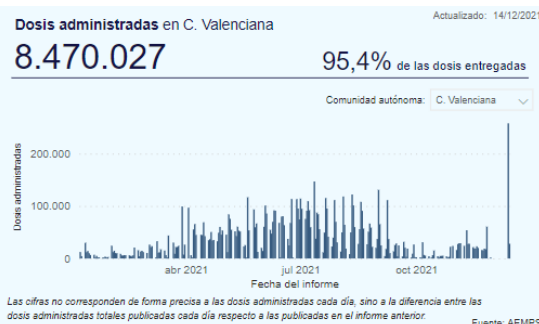 Actualizado: 14/12/2021
Dosis administradas en C. Valenciana
8.470.027
95,4% de las dosis entregadas
Comunidad autónoma: C. Valenciana
Dosis administradas
200.000
100.000
0
abr 2021 jul 2021 oct 2021
Fecha del informe
Las cifras no corresponden de forma precisa a las dosis administradas cada día, sino a la diferencia entre las
dosis administradas totales publicadas cada día respecto a las publicadas en el informe anterior.
Fuente: AEMPS